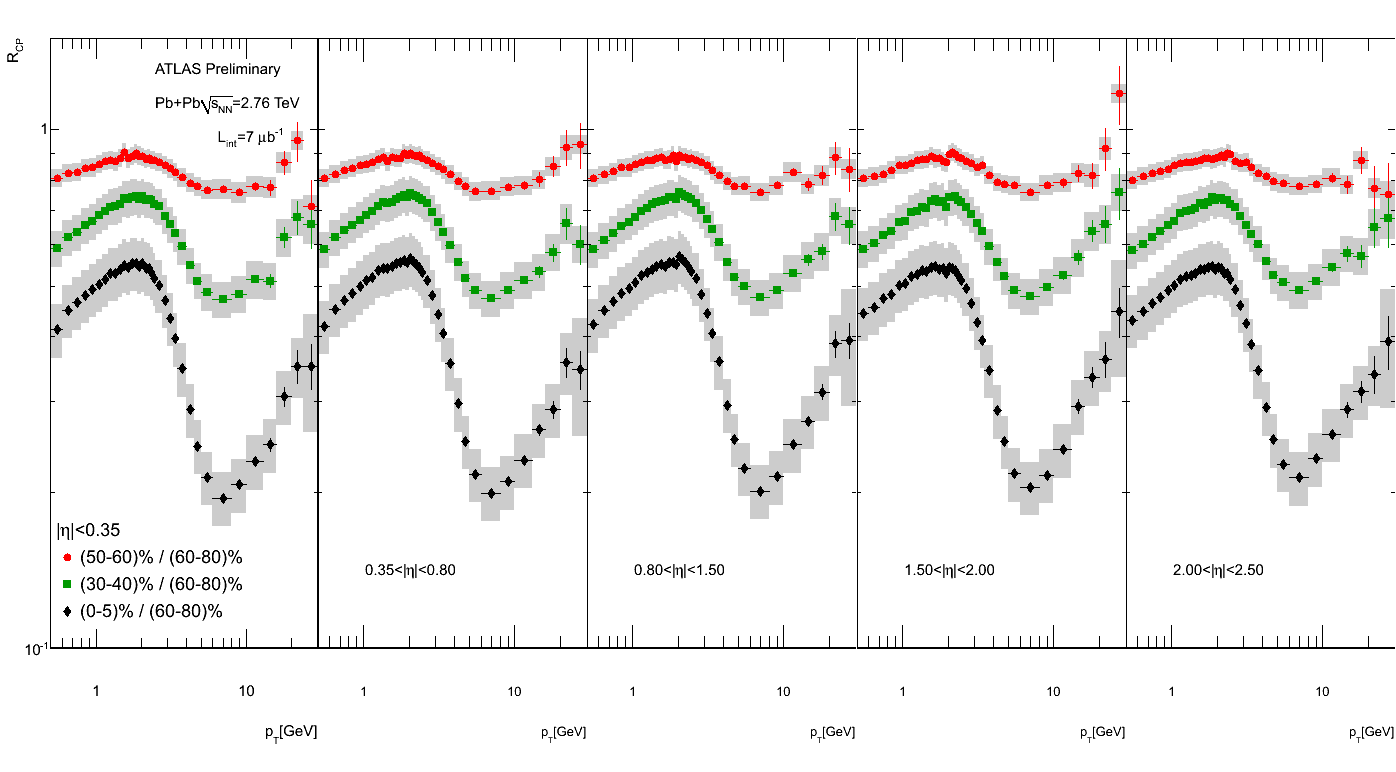 R_CP
ATLAS Preliminary
Pb+Pb √s_NN=2.76 TeV
L_int=7 μb⁻¹
1
10⁻¹
|η|<0.35
(50-60)% / (60-80)%
(30-40)% / (60-80)%
(0-5)% / (60-80)%
0.35<|η|<0.80
0.80<|η|<1.50
1.50<|η|<2.00
2.00<|η|<2.50
1 10 1 10 1 10 1 10 1 10
p_T[GeV] p_T[GeV] p_T[GeV] p_T[GeV] p_T[GeV]